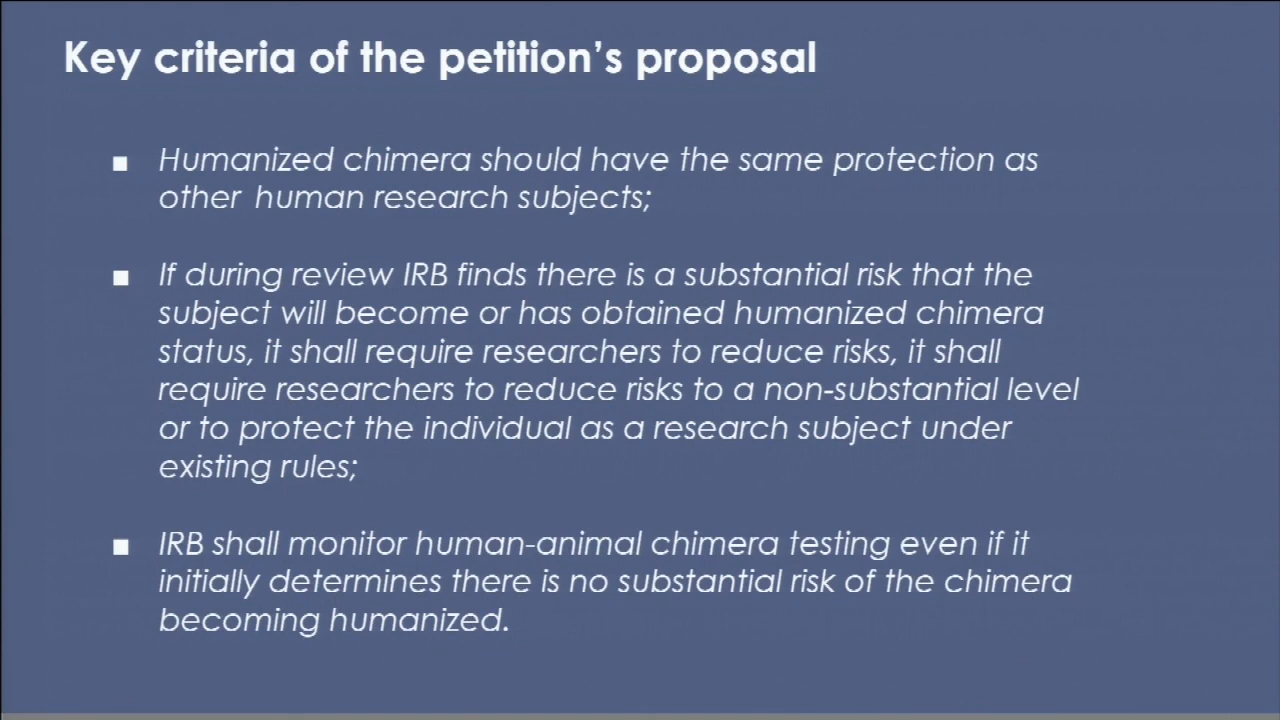 Key criteria of the petition’s proposal
▪ Humanized chimera should have the same protection as
other human research subjects;
▪ If during review IRB finds there is a substantial risk that the
subject will become or has obtained humanized chimera
status, it shall require researchers to reduce risks, it shall
require researchers to reduce risks to a non-substantial level
or to protect the individual as a research subject under
existing rules;
▪ IRB shall monitor human-animal chimera testing even if it
initially determines there is no substantial risk of the chimera
becoming humanized.